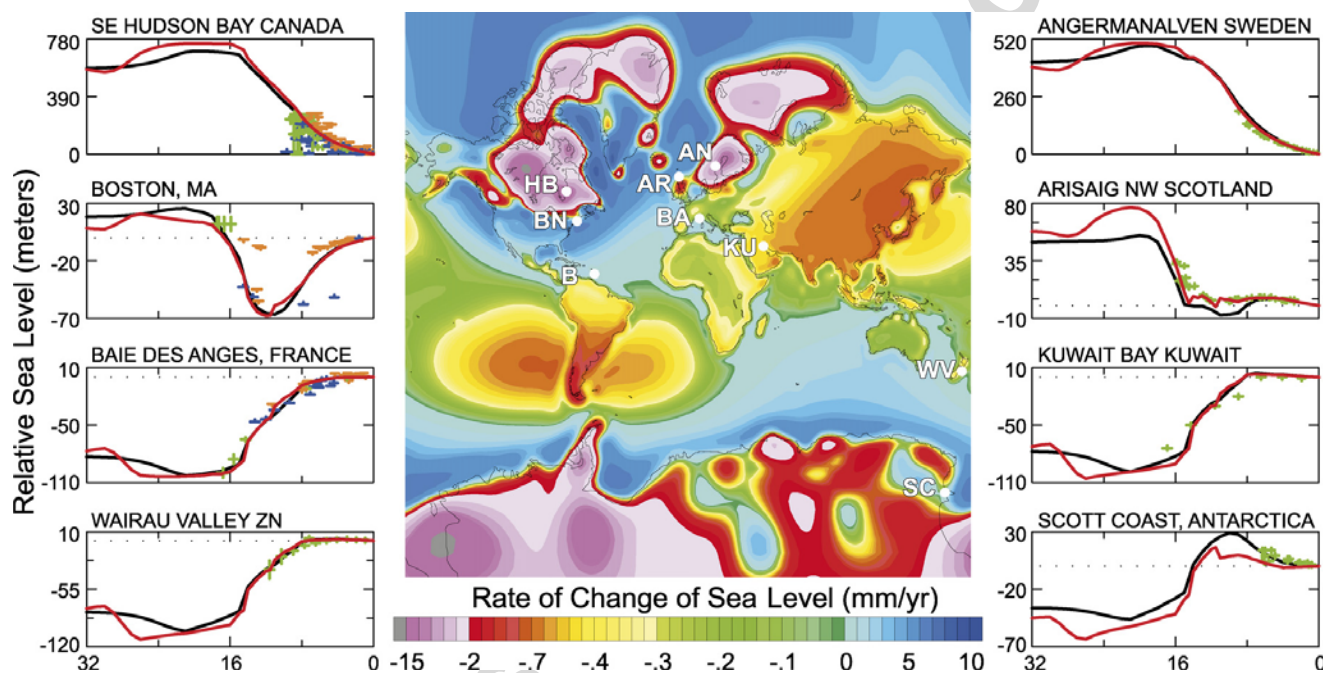 SE HUDSON BAY CANADA
780
390
0
BOSTON, MA
30
-20
-70
BAIE DES ANGES, FRANCE
10
-50
-110
WAIRAU VALLEY ZN
10
-55
-120
32 16 0
Relative Sea Level (meters)
HB
BN
B
AN
AR
BA
KU
WV
SC
Rate of Change of Sea Level (mm/yr)
-15 -2 -.7 -.4 -.3 -.2 -.1 0 5 10
ANGERMANALVEN SWEDEN
520
260
0
ARISAIG NW SCOTLAND
80
35
-10
KUWAIT BAY KUWAIT
10
-50
-110
SCOTT COAST, ANTARCTICA
30
-20
-70
32 16 0